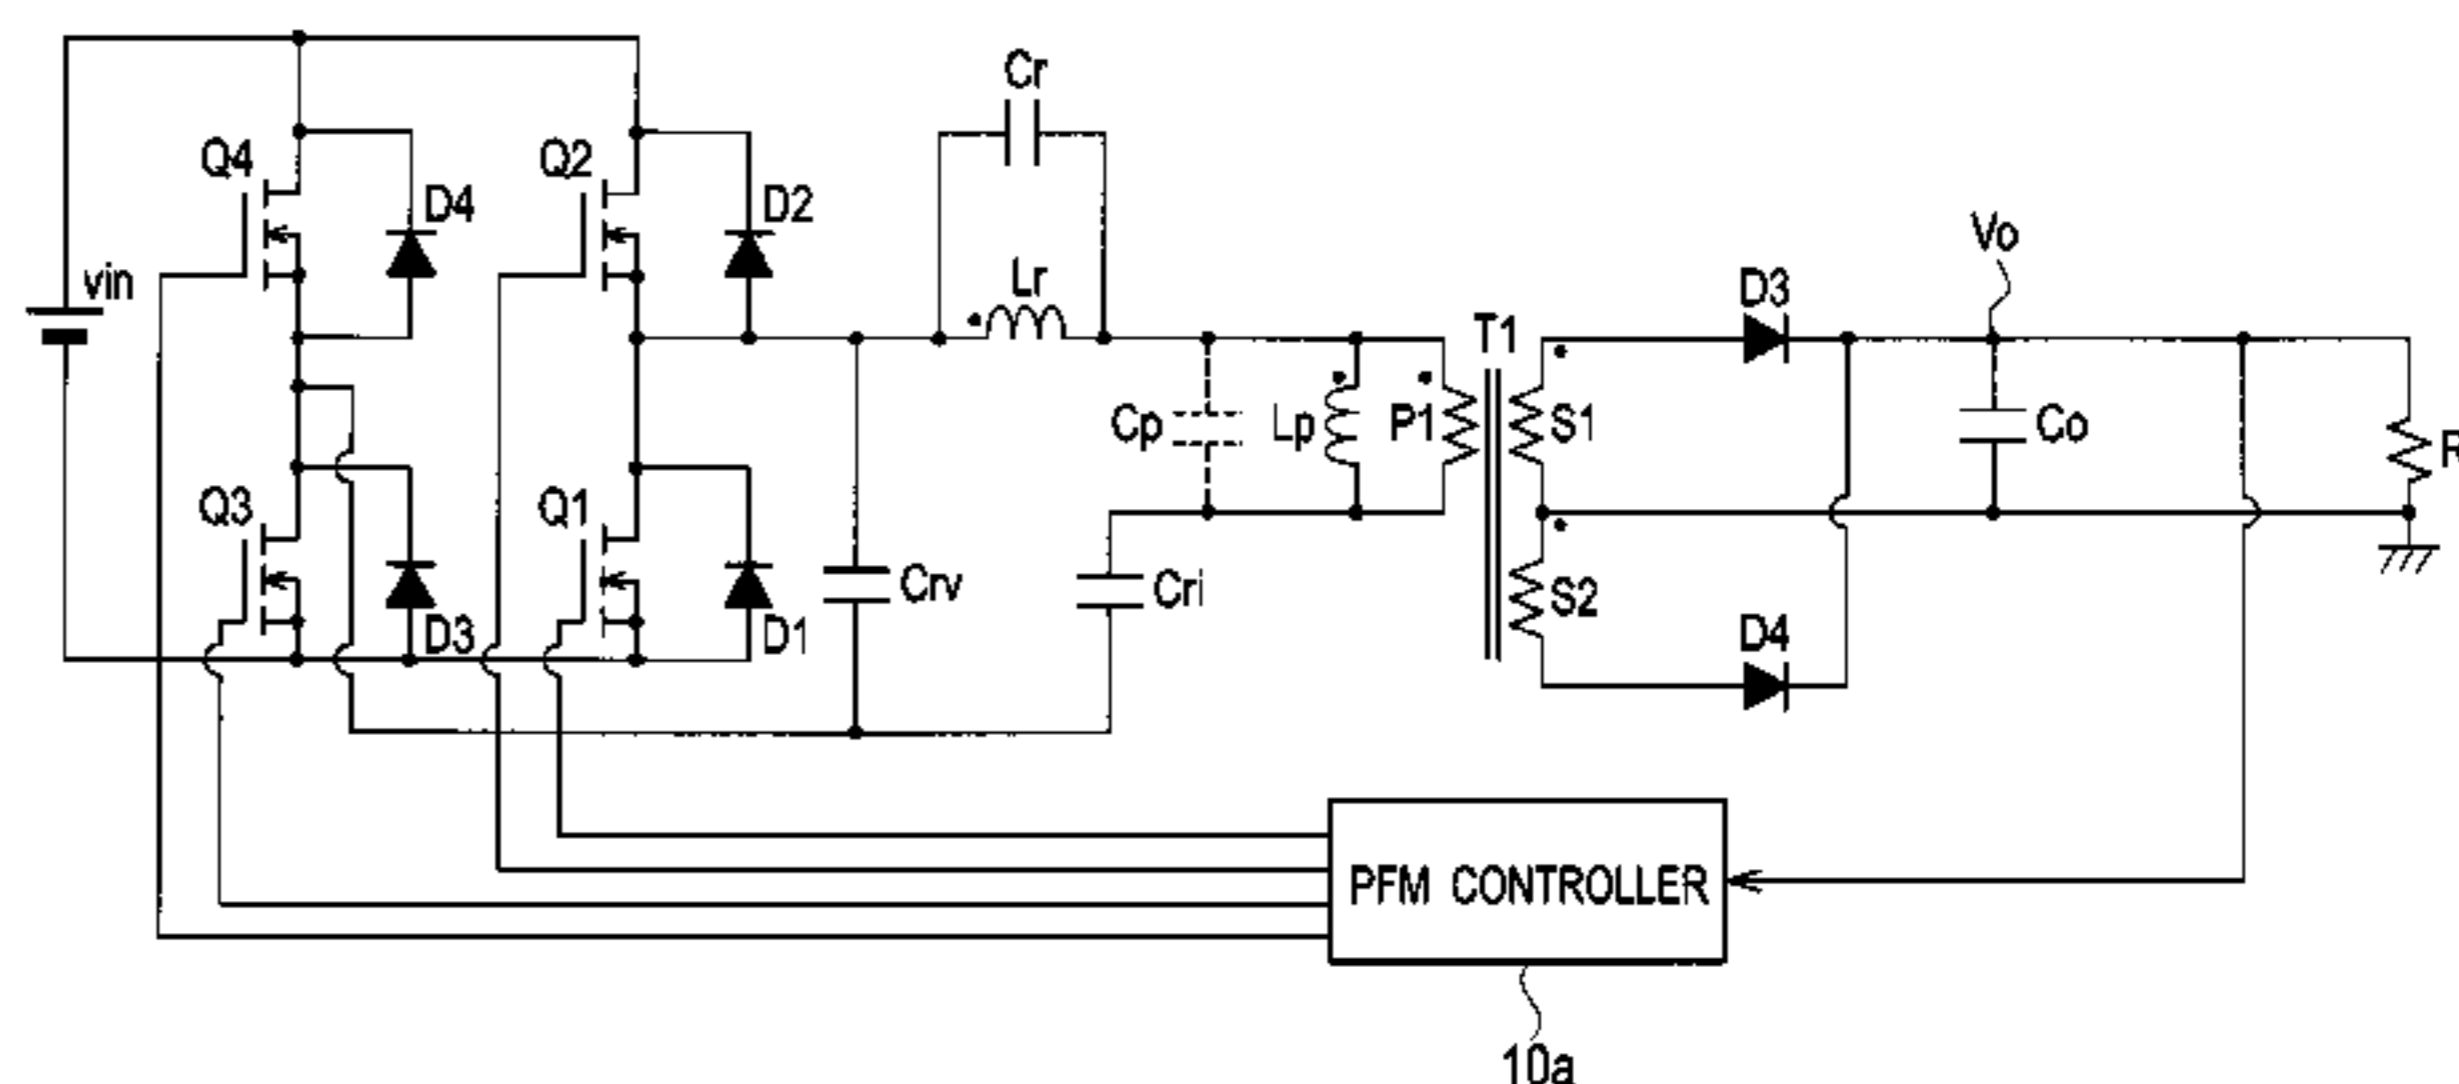 Cr
Q4
Q2
D4
D2
Vo
vin
Lr
D3
T1
Cp
Lp
P1
S1
Co
R
Q3
Q1
Crv
Cri
S2
D3
D1
D4
PFM CONTROLLER
10a